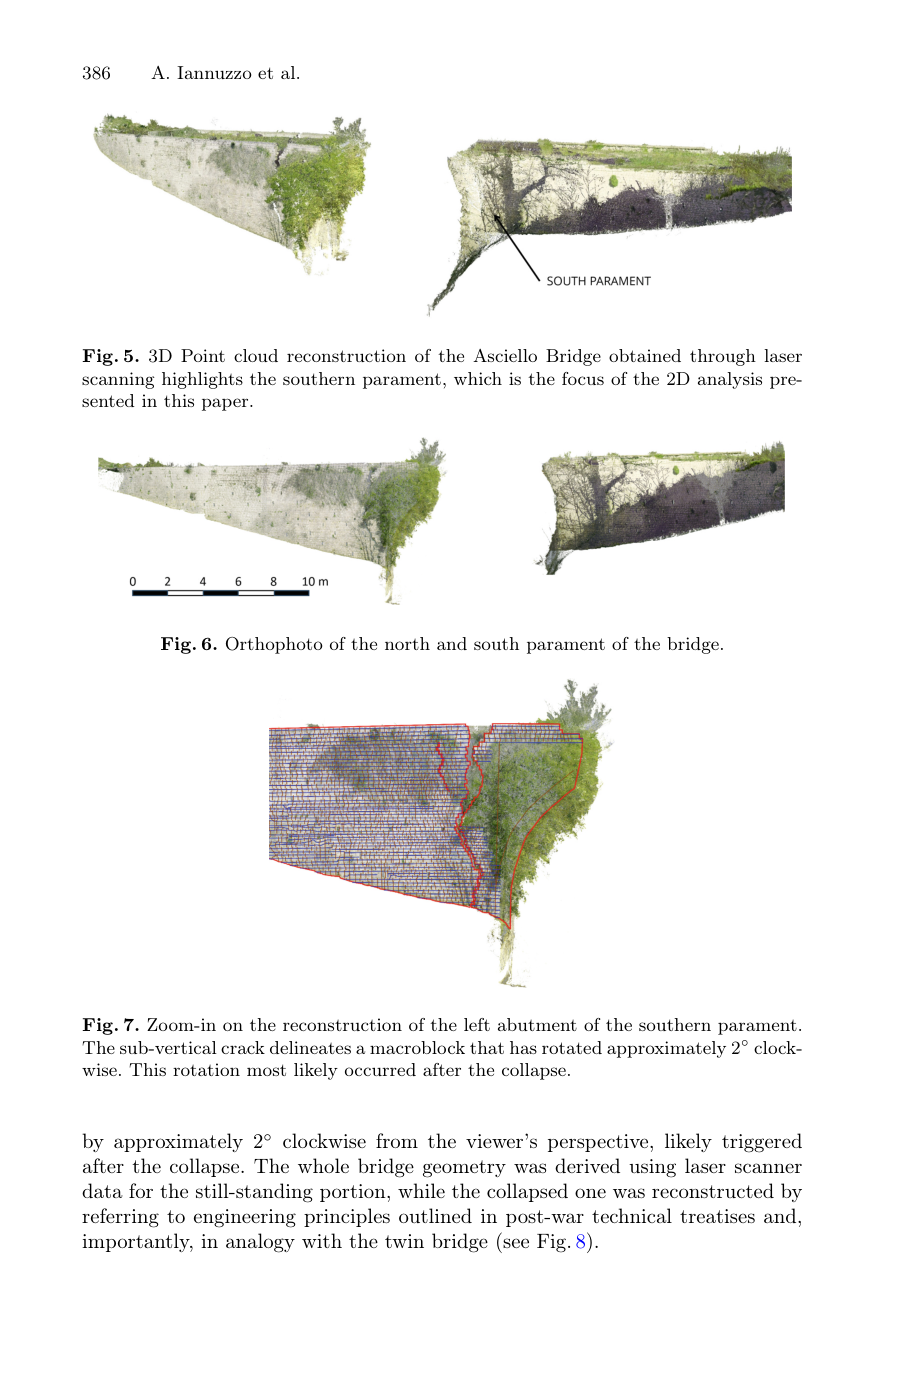 386 A. Iannuzzo et al.
SOUTH PARAMENT
Fig. 5. 3D Point cloud reconstruction of the Asciello Bridge obtained through laser
scanning highlights the southern parament, which is the focus of the 2D analysis pre-
sented in this paper.
0 2 4 6 8 10 m
Fig. 6. Orthophoto of the north and south parament of the bridge.
Fig. 7. Zoom-in on the reconstruction of the left abutment of the southern parament.
The sub-vertical crack delineates a macroblock that has rotated approximately 2° clock-
wise. This rotation most likely occurred after the collapse.
by approximately 2° clockwise from the viewer's perspective, likely triggered
after the collapse. The whole bridge geometry was derived using laser scanner
data for the still-standing portion, while the collapsed one was reconstructed by
referring to engineering principles outlined in post-war technical treatises and,
importantly, in analogy with the twin bridge (see Fig. 8).